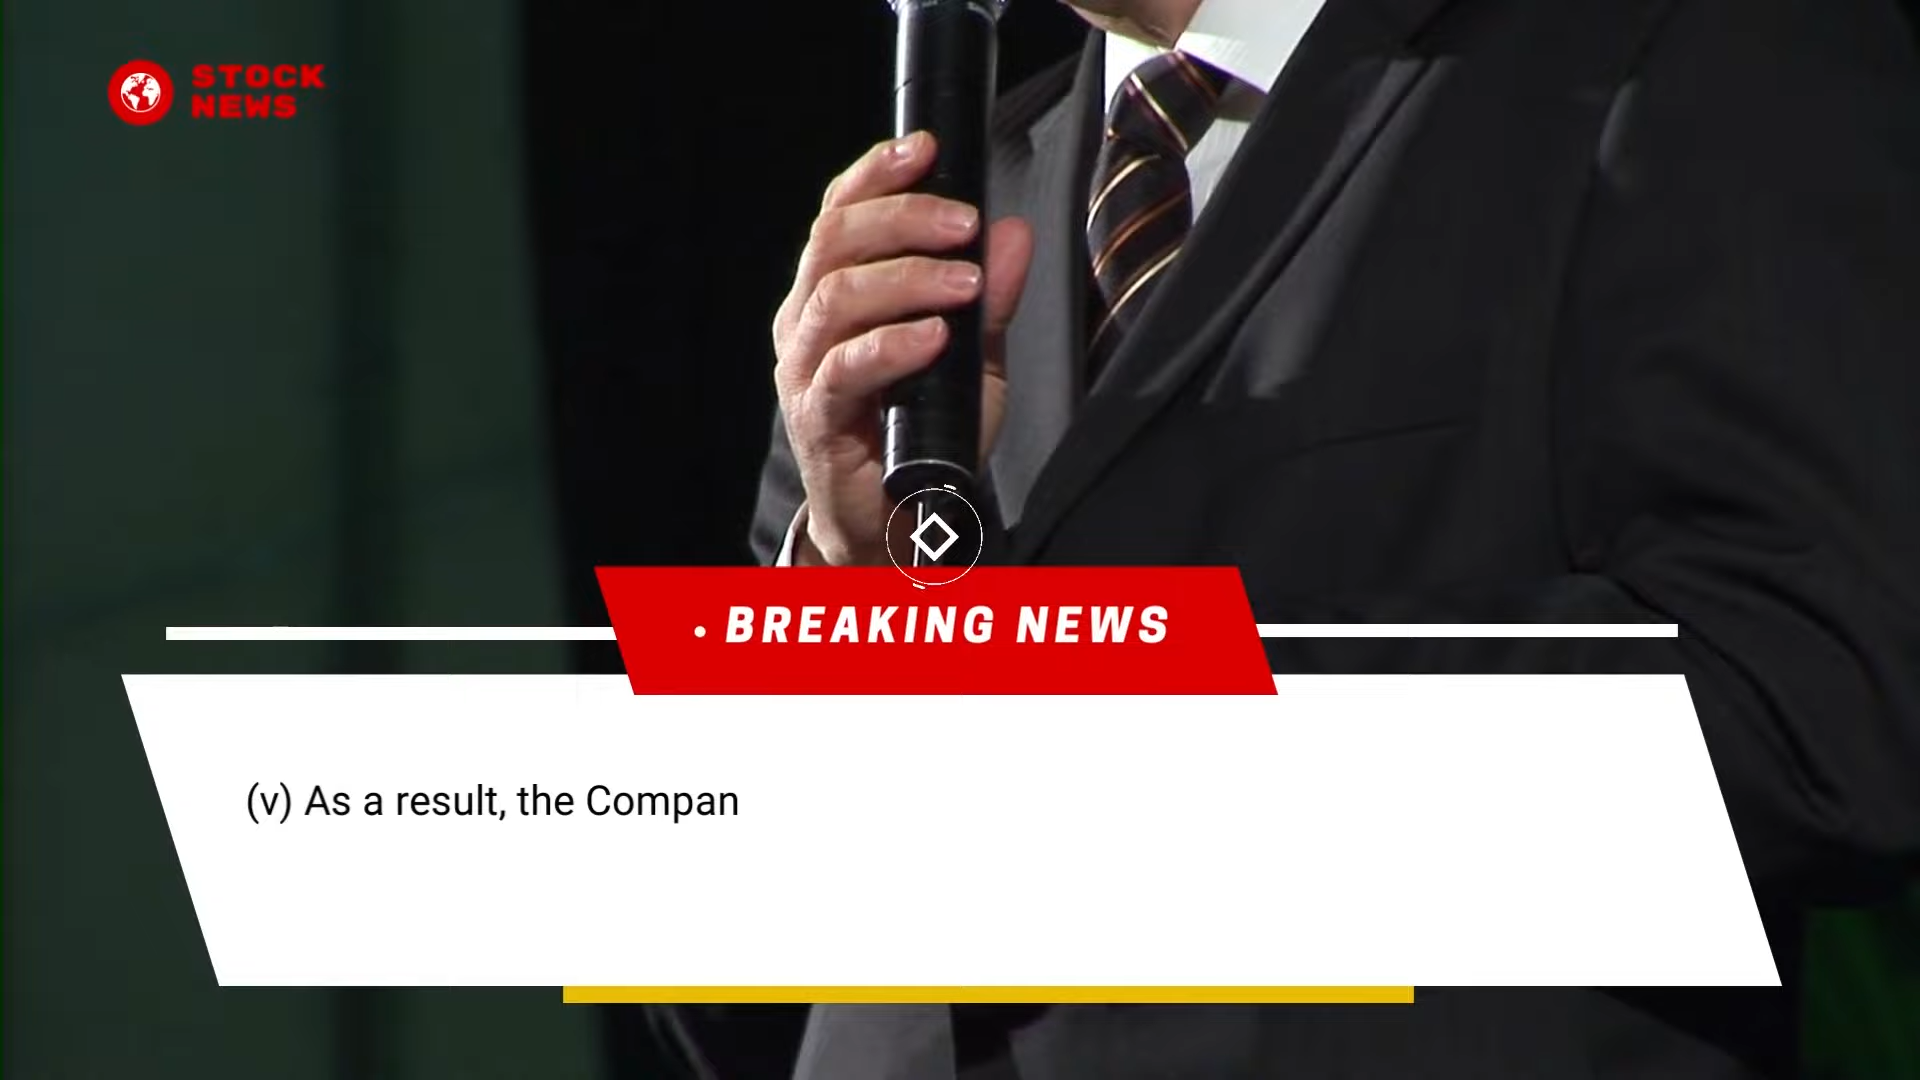 STOCK
NEWS
• BREAKING NEWS
(v) As a result, the Compan